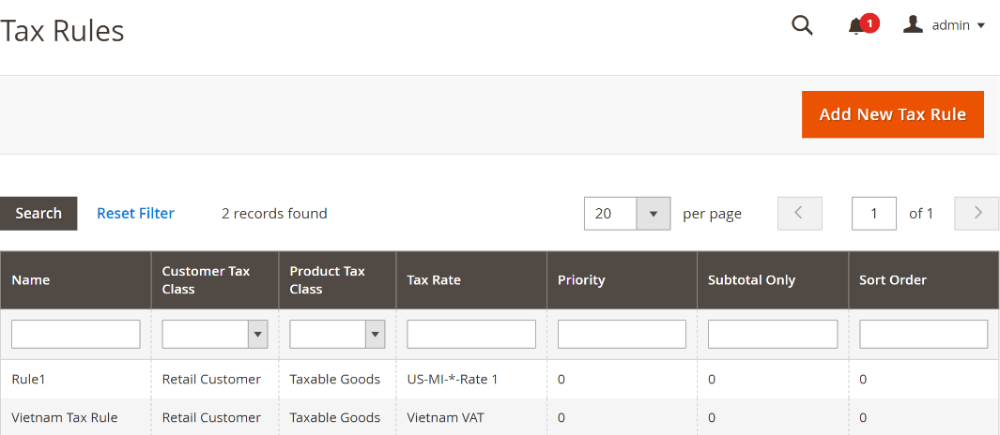 Tax Rules
1
admin
Add New Tax Rule
Search Reset Filter 2 records found 20 per page 1 of 1
Name Customer Tax Class Product Tax Class Tax Rate Priority Subtotal Only Sort Order
Rule1 Retail Customer Taxable Goods US-MI-*-Rate 1 0 0 0
Vietnam Tax Rule Retail Customer Taxable Goods Vietnam VAT 0 0 0